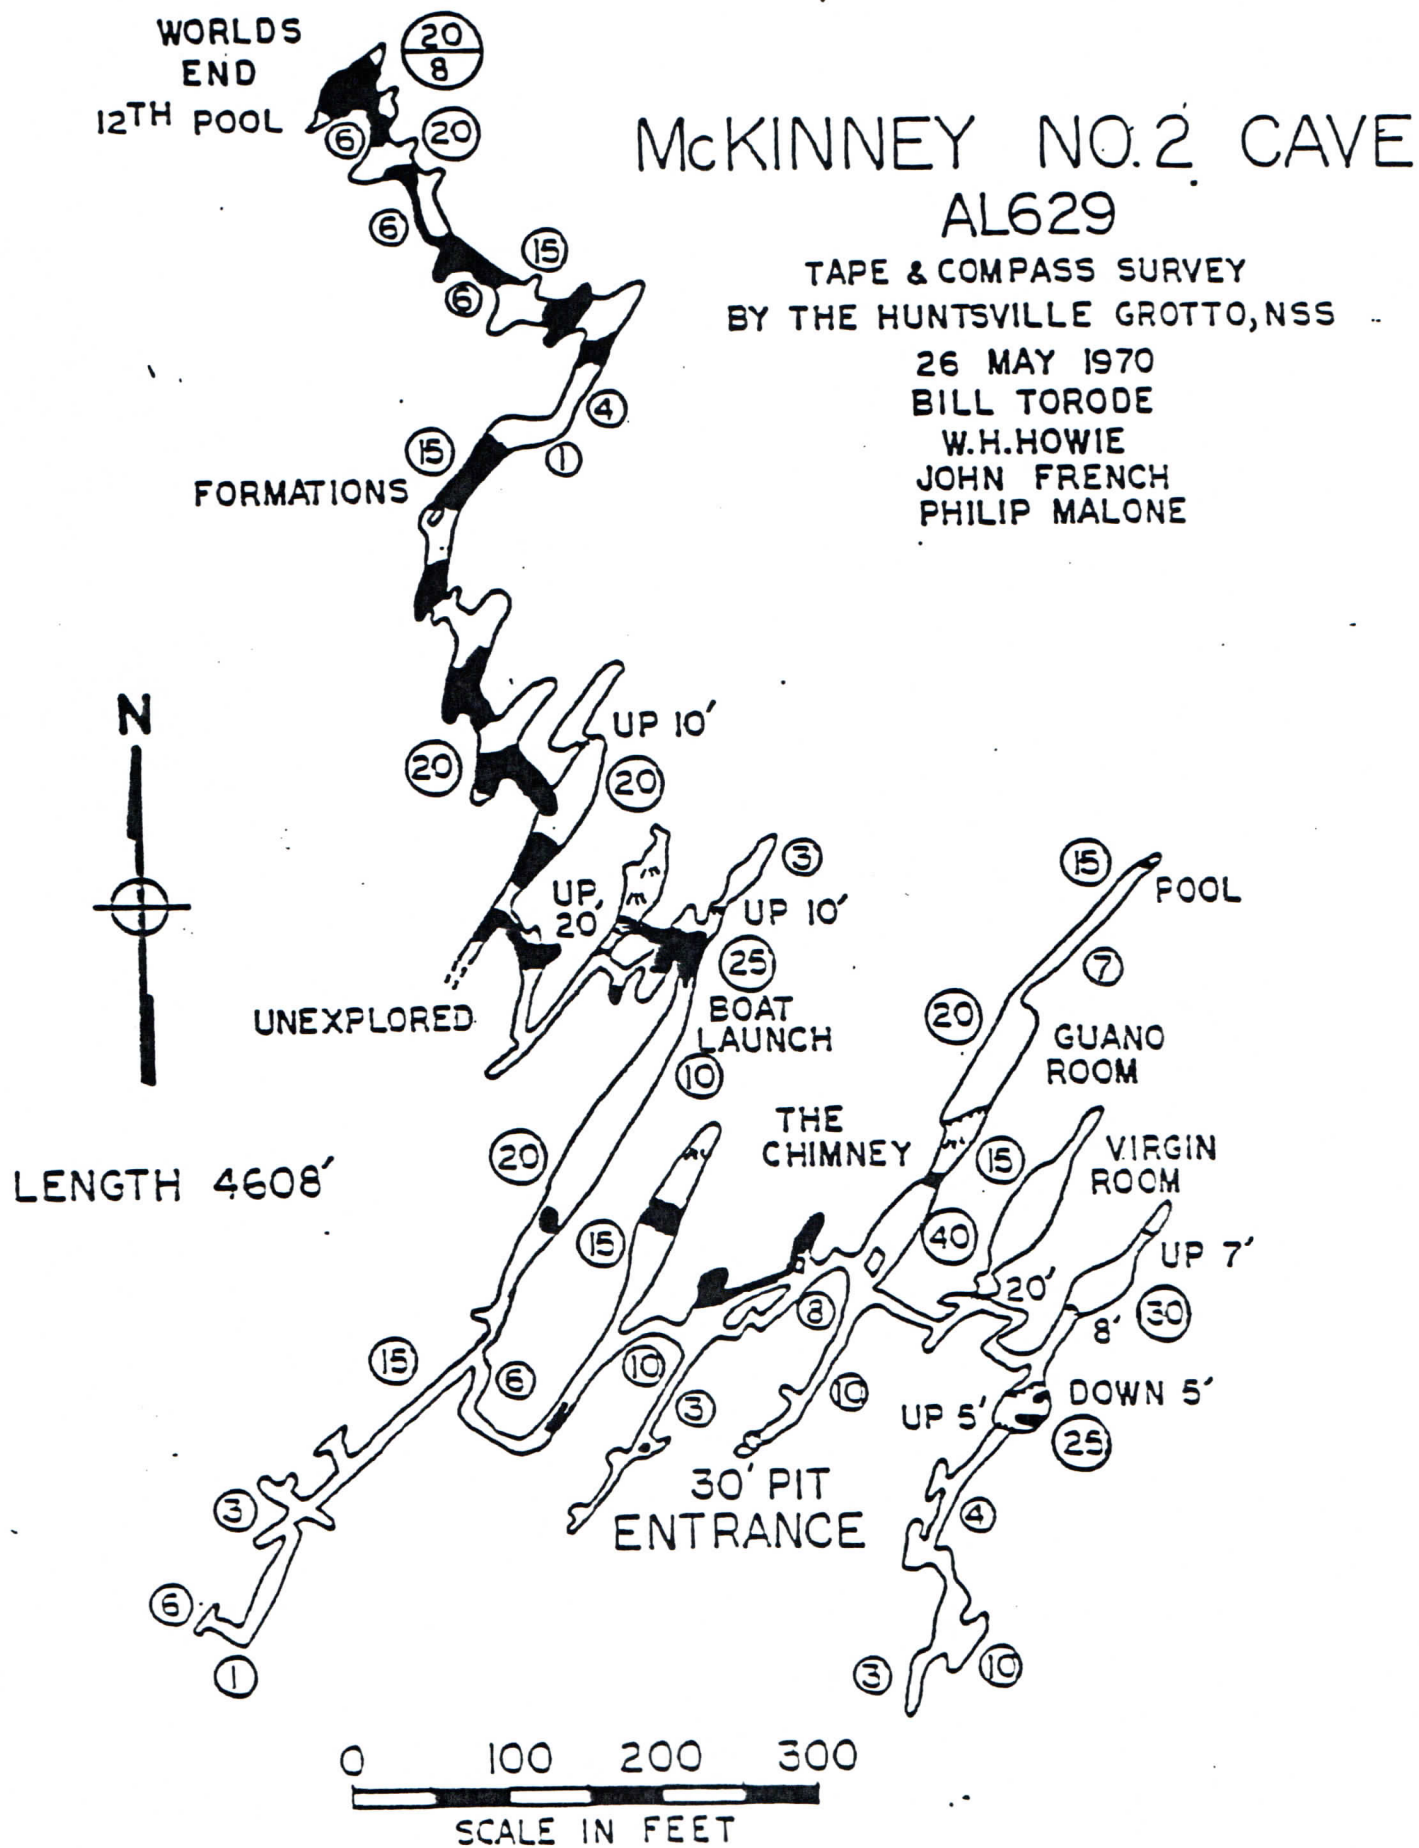 WORLDS
END
12TH POOL
20
8
6
20
McKINNEY NO.2 CAVE
AL629
TAPE & COMPASS SURVEY
BY THE HUNTSVILLE GROTTO, NSS
26 MAY 1970
BILL TORODE
W.H.HOWIE
JOHN FRENCH
PHILIP MALONE
6
15
6
4
15
1
FORMATIONS
N
UP 10'
20
20
3
15
POOL
UP
20'
UP 10'
25
7
UNEXPLORED
BOAT
LAUNCH
20
GUANO
ROOM
10
THE
CHIMNEY
20
15
VIRGIN
ROOM
LENGTH 4608'
15
40
UP 7'
20'
8
8'
30
15
6
10
3
10
UP 5'
DOWN 5'
25
30' PIT
ENTRANCE
3
4
6
1
3
10
0 100 200 300
SCALE IN FEET